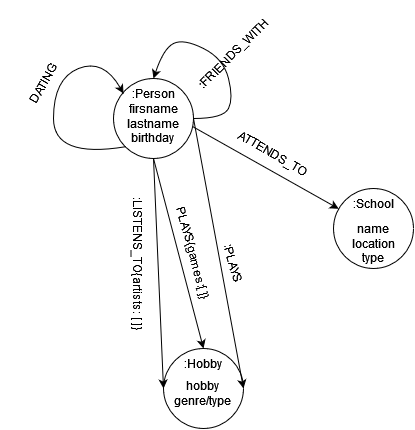 DATING
:FRIENDS_WITH
:Person
firsname
lastname
birthday
ATTENDS_TO
:School
name
location
type
:LISTENS_TO{artists: [ ]}
PLAYS{games:[ ]}
:PLAYS
:Hobby
hobby
genre/type